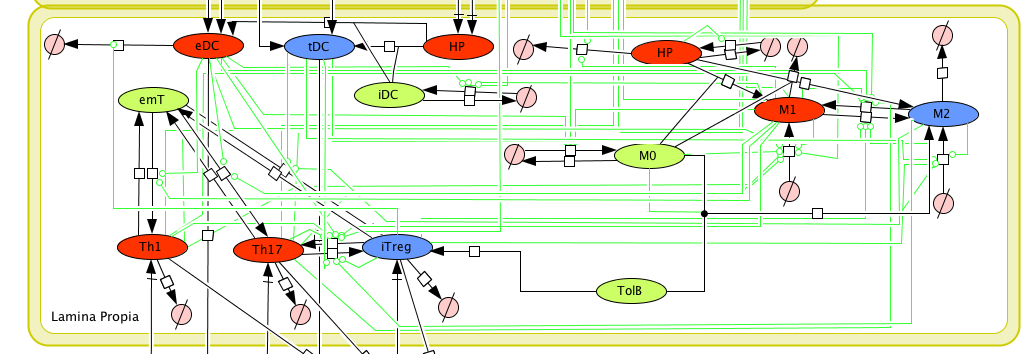 eDC
tDC
HP
HP
iDC
emT
M1
M2
M0
Th1
Th17
iTreg
TolB
Lamina Propia